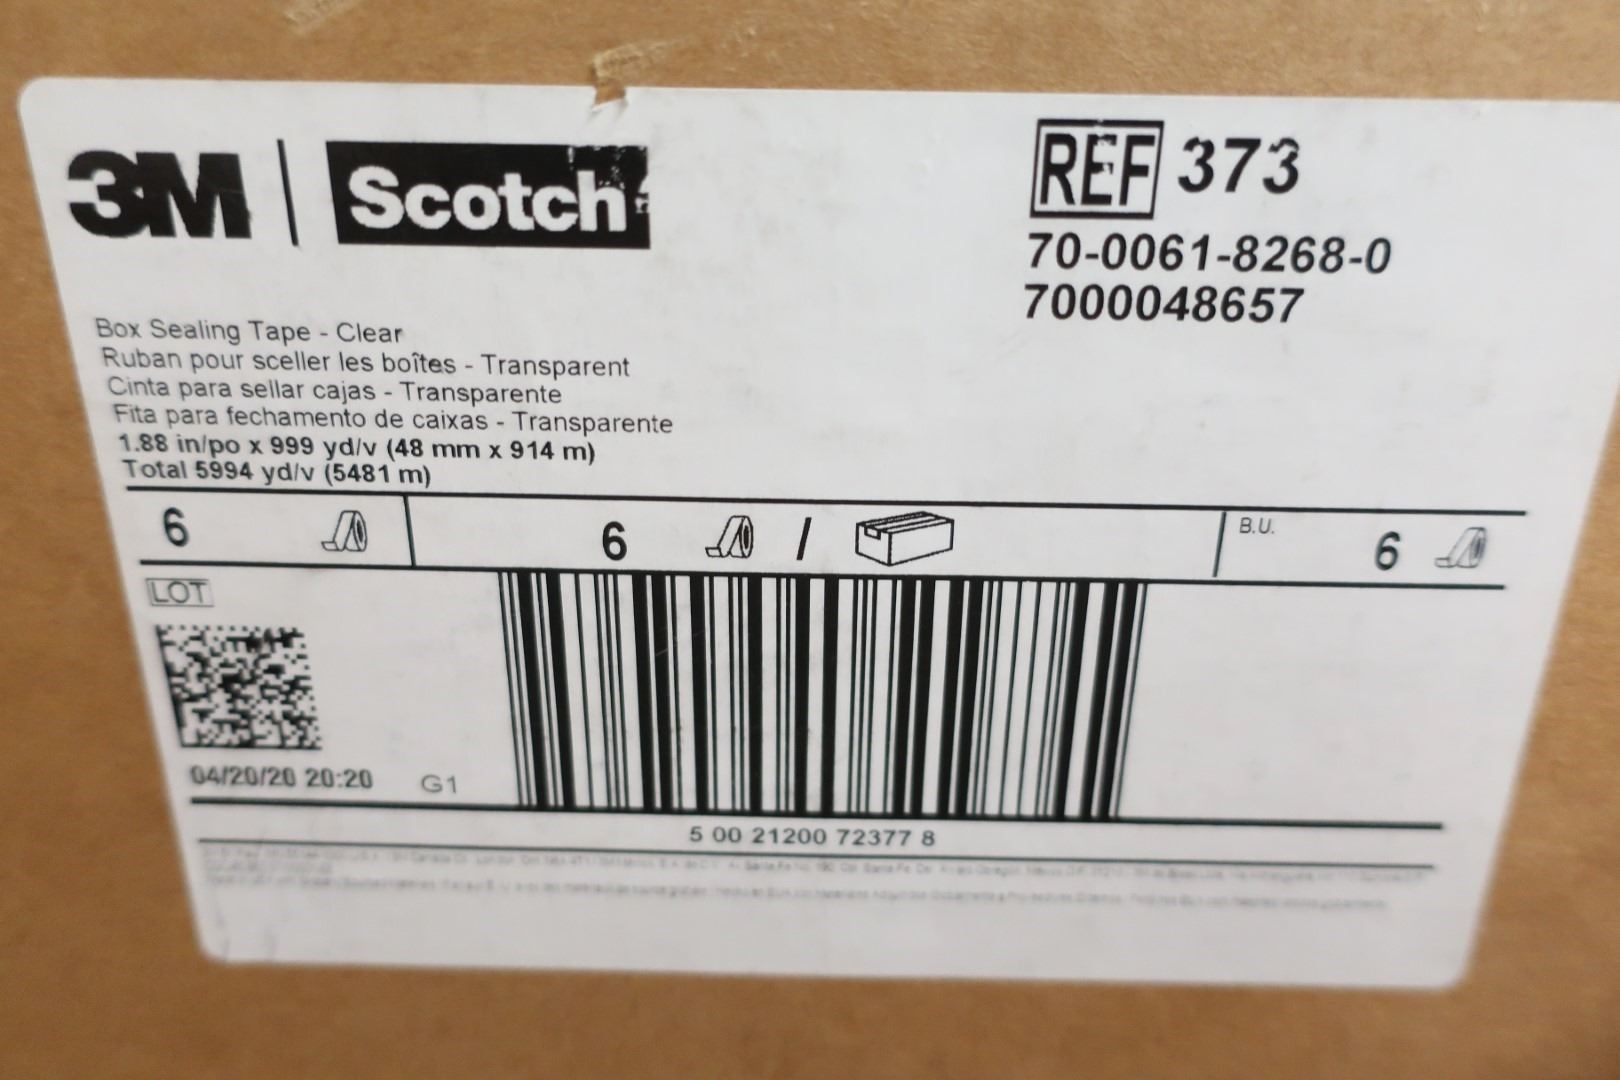 3M Scotch
REF 373
70-0061-8268-0
7000048657
Box Sealing Tape - Clear
Ruban pour sceller les boîtes - Transparent
Cinta para sellar cajas - Transparente
Fita para fechamento de caixas - Transparente
1.88 in/po x 999 yd/v (48 mm x 914 m)
Total 5994 yd/v (5481 m)
6 6 / B.U. 6
LOT
04/20/20 20:20 G1
5 00 21200 72377 8